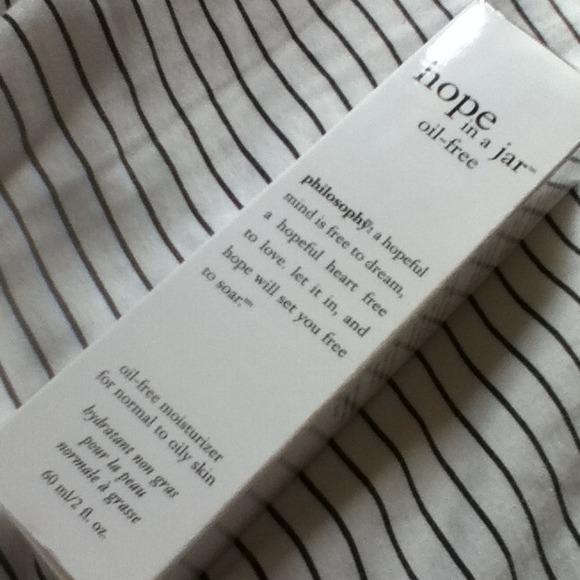 hope
in a jar™
oil-free
philosophy®: a hopeful
mind is free to dream,
a hopeful heart free
to love. let it in, and
hope will set you free
to soar.℠
oil-free moisturizer
for normal to oily skin
hydratant non gras
pour la peau
normale à grasse
60 ml/2 fl. oz.